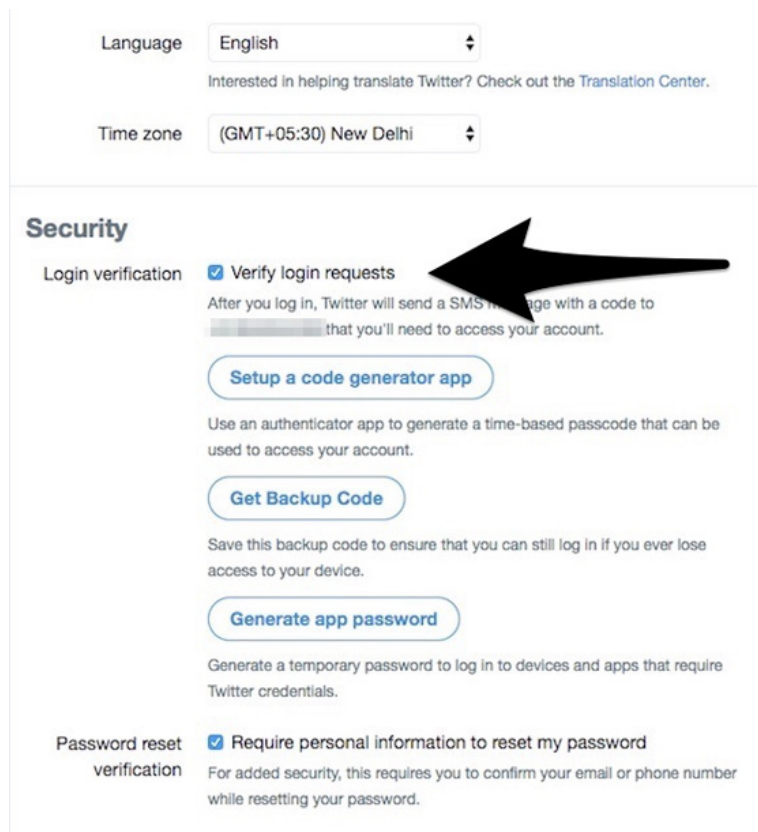 Language English
Interested in helping translate Twitter? Check out the Translation Center.
Time zone (GMT+05:30) New Delhi
Security
Login verification Verify login requests
After you log in, Twitter will send a SMS age with a code to
that you'll need to access your account.
Setup a code generator app
Use an authenticator app to generate a time-based passcode that can be
used to access your account.
Get Backup Code
Save this backup code to ensure that you can still log in if you ever lose
access to your device.
Generate app password
Generate a temporary password to log in to devices and apps that require
Twitter credentials.
Password reset Require personal information to reset my password
verification For added security, this requires you to confirm your email or phone number
while resetting your password.